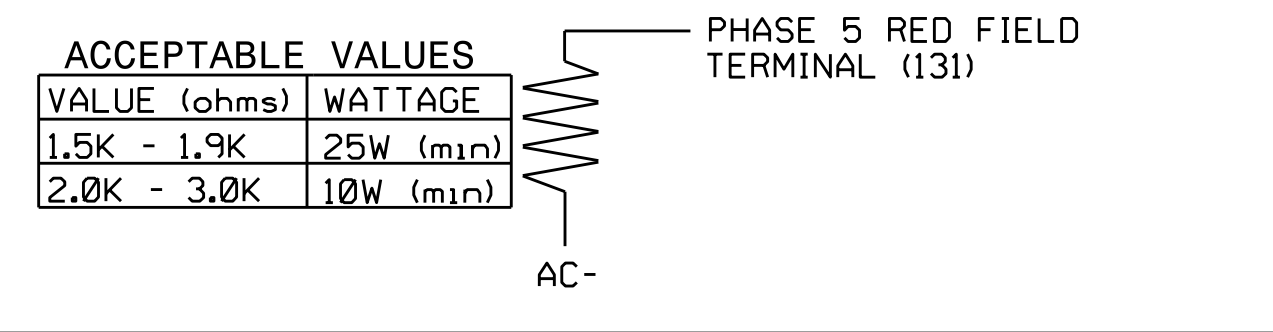 ACCEPTABLE VALUES
VALUE (ohms) WATTAGE
1.5K - 1.9K 25W (min)
2.0K - 3.0K 10W (min)
PHASE 5 RED FIELD
TERMINAL (131)
AC-